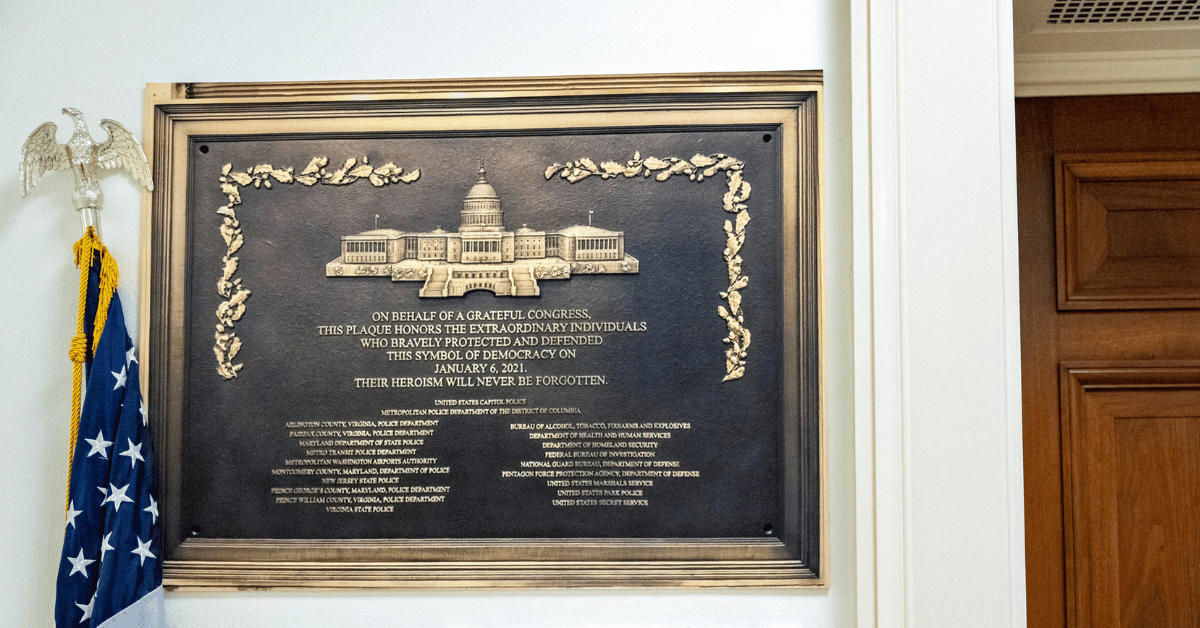 ON BEHALF OF A GRATEFUL CONGRESS,
THIS PLAQUE HONORS THE EXTRAORDINARY INDIVIDUALS
WHO BRAVELY PROTECTED AND DEFENDED
THIS SYMBOL OF DEMOCRACY ON
JANUARY 6, 2021.
THEIR HEROISM WILL NEVER BE FORGOTTEN.
UNITED STATES CAPITOL POLICE
METROPOLITAN POLICE DEPARTMENT OF THE DISTRICT OF COLUMBIA
ARLINGTON COUNTY, VIRGINIA, POLICE DEPARTMENT
FAIRFAX COUNTY, VIRGINIA, POLICE DEPARTMENT
MARYLAND DEPARTMENT OF STATE POLICE
METRO TRANSIT POLICE DEPARTMENT
METROPOLITAN WASHINGTON AIRPORTS AUTHORITY
MONTGOMERY COUNTY, MARYLAND, DEPARTMENT OF POLICE
NEW JERSEY STATE POLICE
PRINCE GEORGE'S COUNTY, MARYLAND, POLICE DEPARTMENT
PRINCE WILLIAM COUNTY, VIRGINIA, POLICE DEPARTMENT
VIRGINIA STATE POLICE
BUREAU OF ALCOHOL, TOBACCO, FIREARMS AND EXPLOSIVES
DEPARTMENT OF HEALTH AND HUMAN SERVICES
DEPARTMENT OF HOMELAND SECURITY
FEDERAL BUREAU OF INVESTIGATION
NATIONAL GUARD BUREAU, DEPARTMENT OF DEFENSE
PENTAGON FORCE PROTECTION AGENCY, DEPARTMENT OF DEFENSE
UNITED STATES MARSHALS SERVICE
UNITED STATES PARK POLICE
UNITED STATES SECRET SERVICE